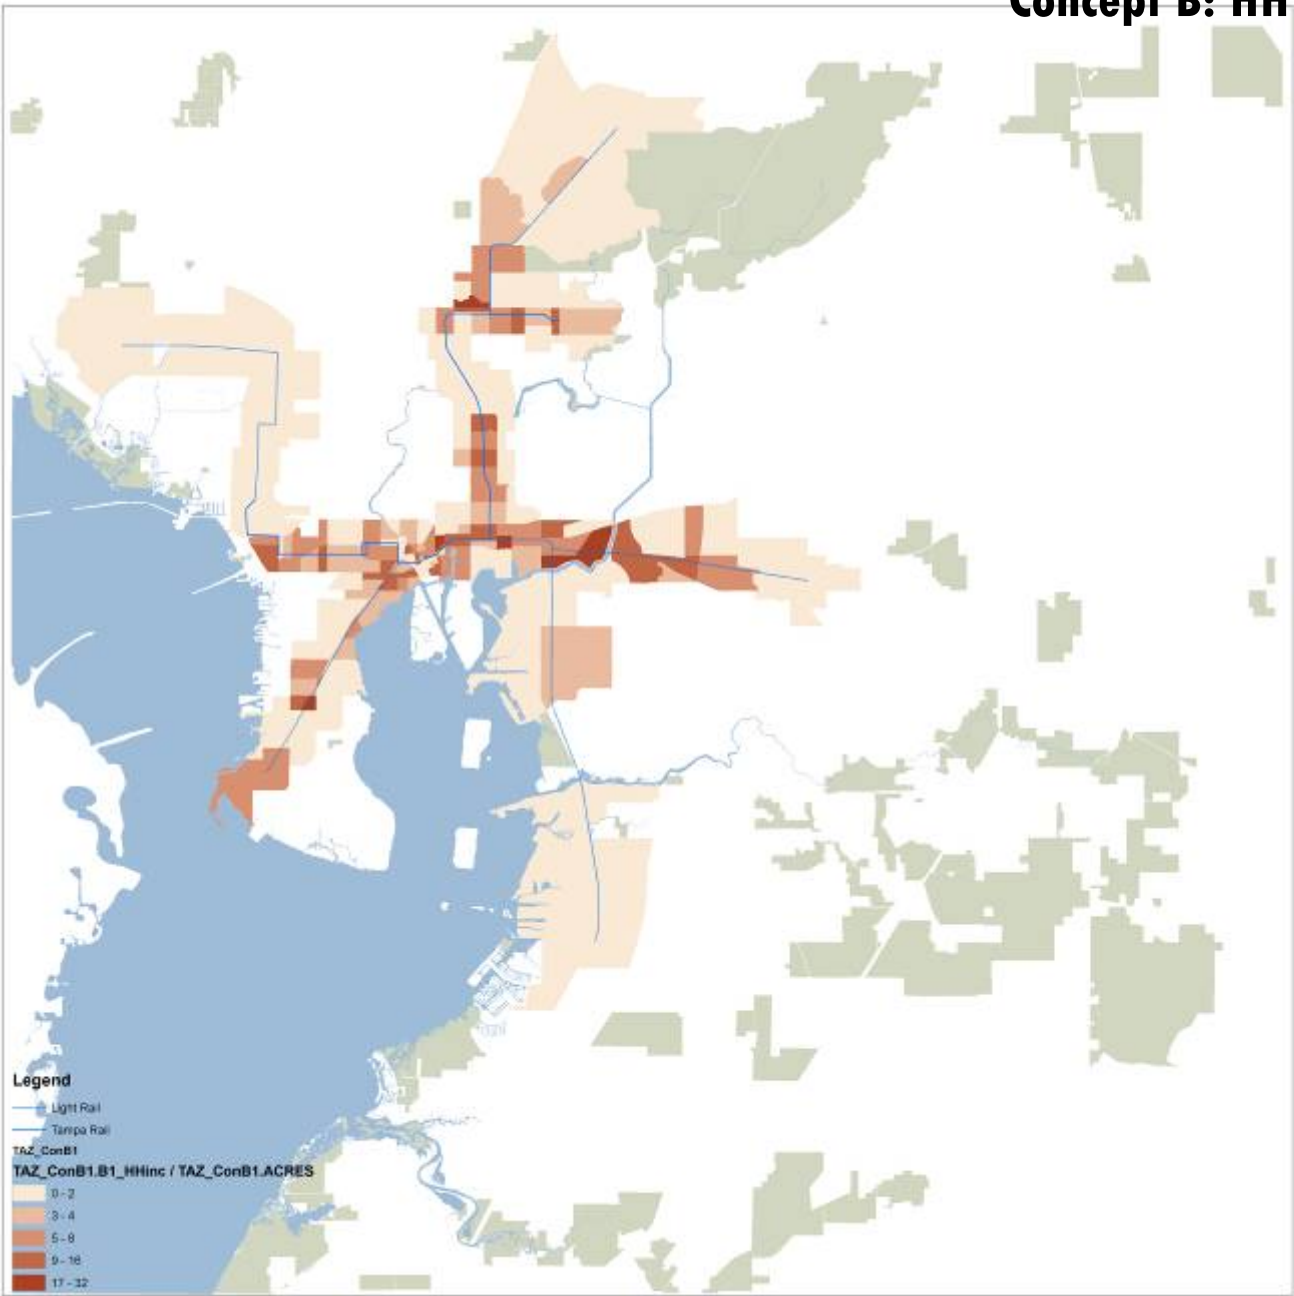 Concept B: HH
Legend
Light Rail
Tampa Rail
TAZ_ConB1
TAZ_ConB1.B1_HHinc / TAZ_ConB1.ACRES
0 - 2
3 - 4
5 - 8
9 - 16
17 - 32